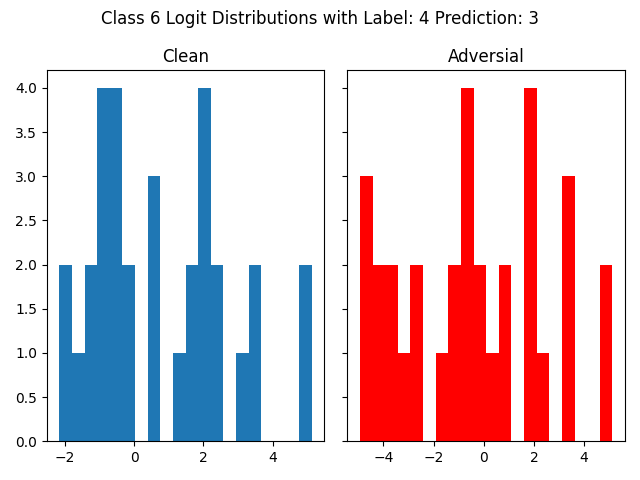 Class 6 Logit Distributions with Label: 4 Prediction: 3
Clean
Adversial
4.0
3.5
3.0
2.5
2.0
1.5
1.0
0.5
0.0
−2 0 2 4
−4 −2 0 2 4